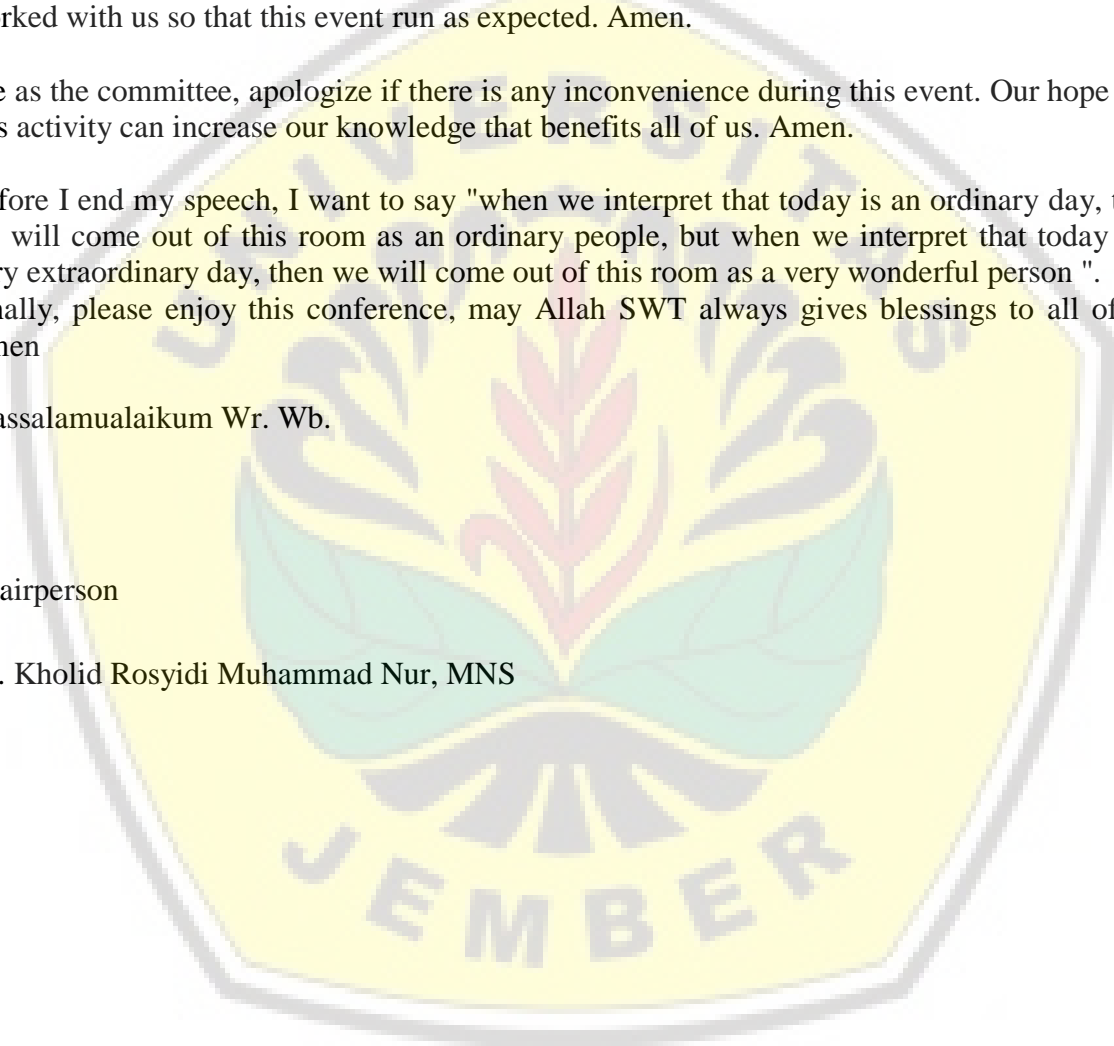 orked with us so that this event run as expected. Amen.
e as the committee, apologize if there is any inconvenience during this event. Our hope
s activity can increase our knowledge that benefits all of us. Amen.
fore I end my speech, I want to say "when we interpret that today is an ordinary day,
will come out of this room as an ordinary people, but when we interpret that today
ry extraordinary day, then we will come out of this room as a very wonderful person ".
nally, please enjoy this conference, may Allah SWT always gives blessings to all of
nen
assalamualaikum Wr. Wb.
airperson
. Kholid Rosyidi Muhammad Nur, MNS
UNIVERSITAS
JEMBER